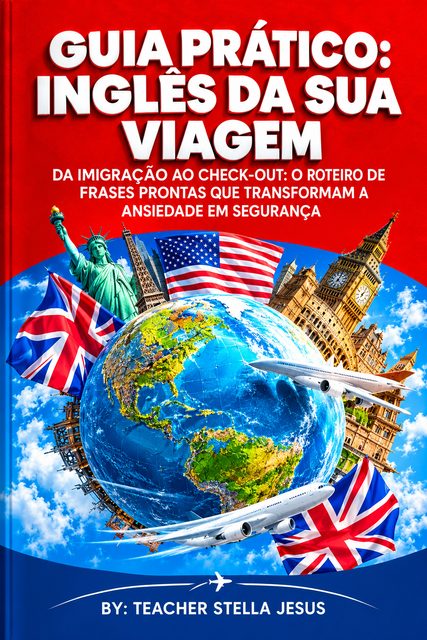 GUIA PRÁTICO:
INGLÊS DA SUA
VIAGEM
DA IMIGRAÇÃO AO CHECK-OUT: O ROTEIRO DE
FRASES PRONTAS QUE TRANSFORMAM A
ANSIEDADE EM SEGURANÇA
BY: TEACHER STELLA JESUS